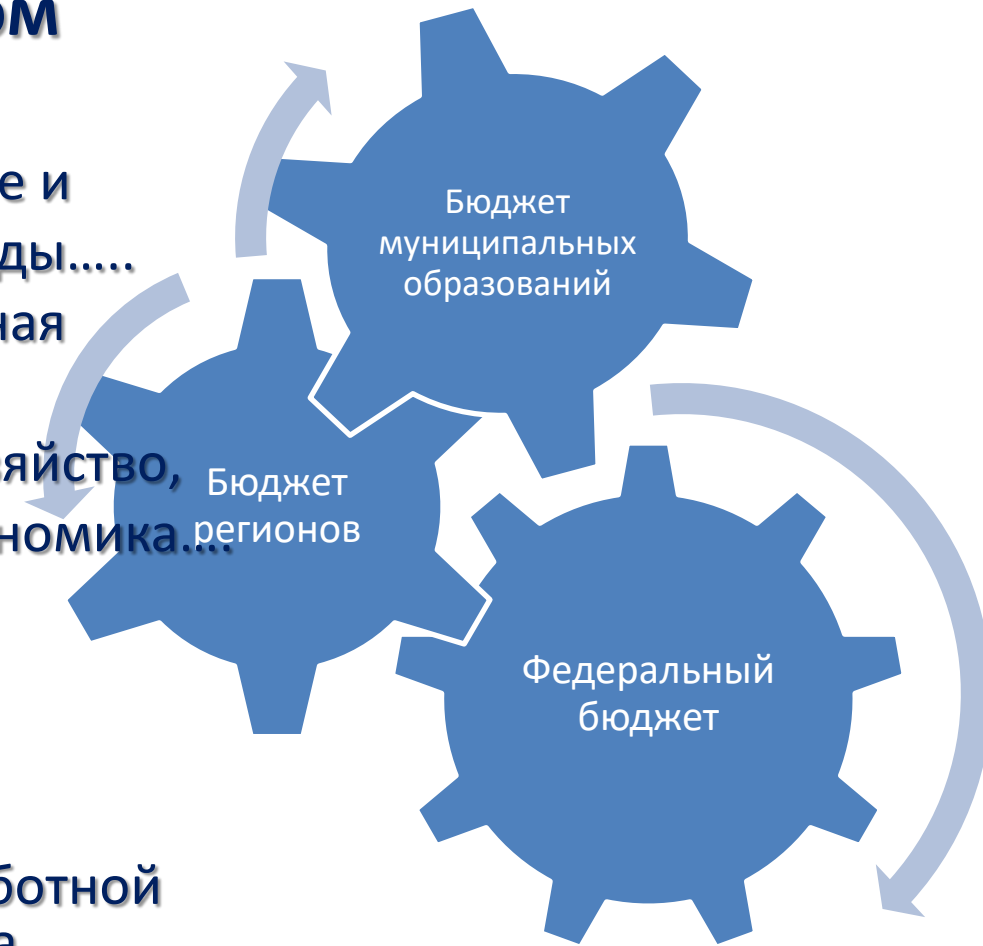 ом
е и
ды…..
ная
яйство,
номика….
ботной
Бюджет
муниципальных
образований
Бюджет
регионов
Федеральный
бюджет